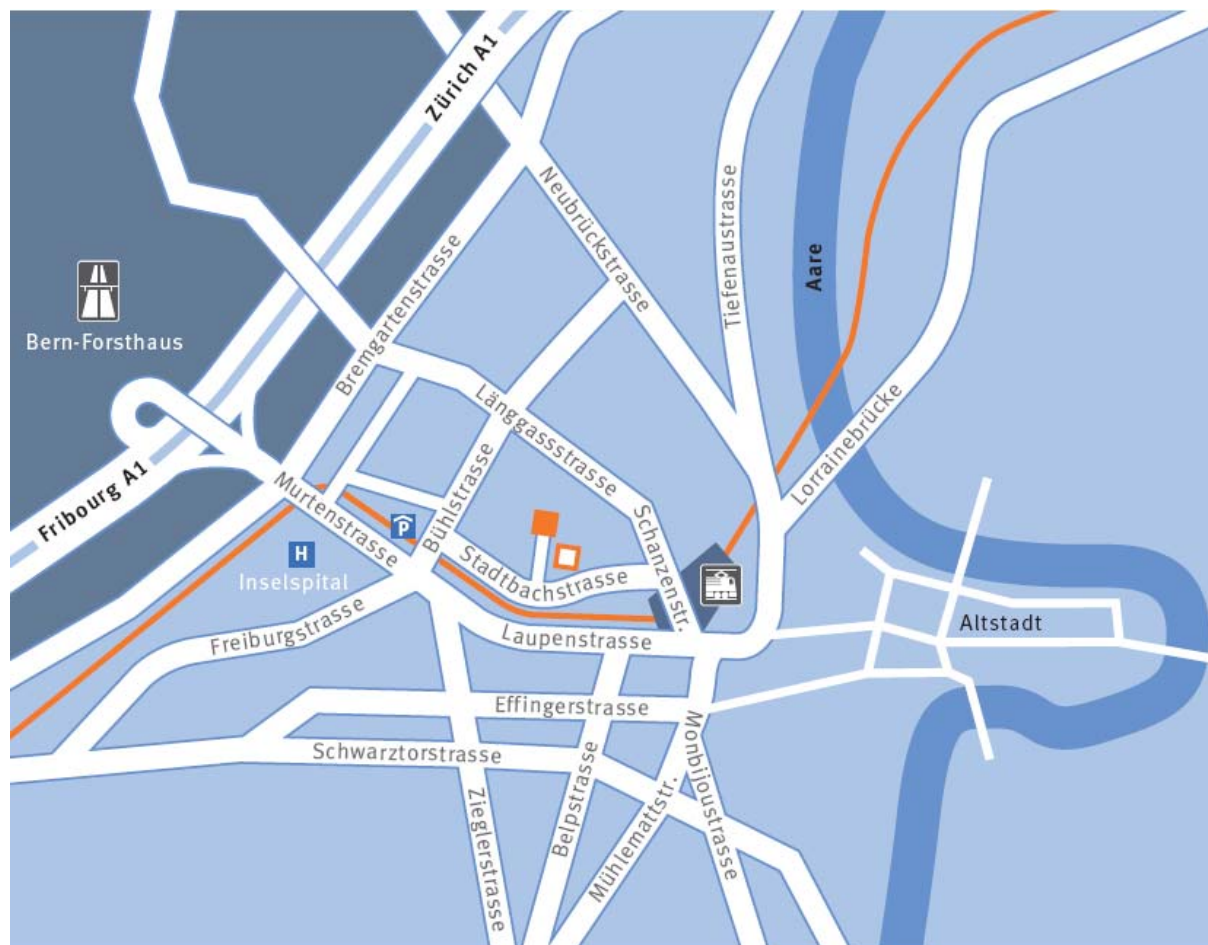 Zürich A1
Neubrückstrasse
Tiefenaustrasse
Aare
Bern-Forsthaus
Bremgartenstrasse
Länggassstrasse
Lorrainebrücke
Fribourg A1
Murtenstrasse
Bühlstrasse
P
Schanzenstr.
H
Inselspital
Stadtbachstrasse
Freiburgstrasse
Laupenstrasse
Altstadt
Effingerstrasse
Schwarztorstrasse
Monbijoustrasse
Zieglerstrasse
Belpstrasse
Mühlemattstr.